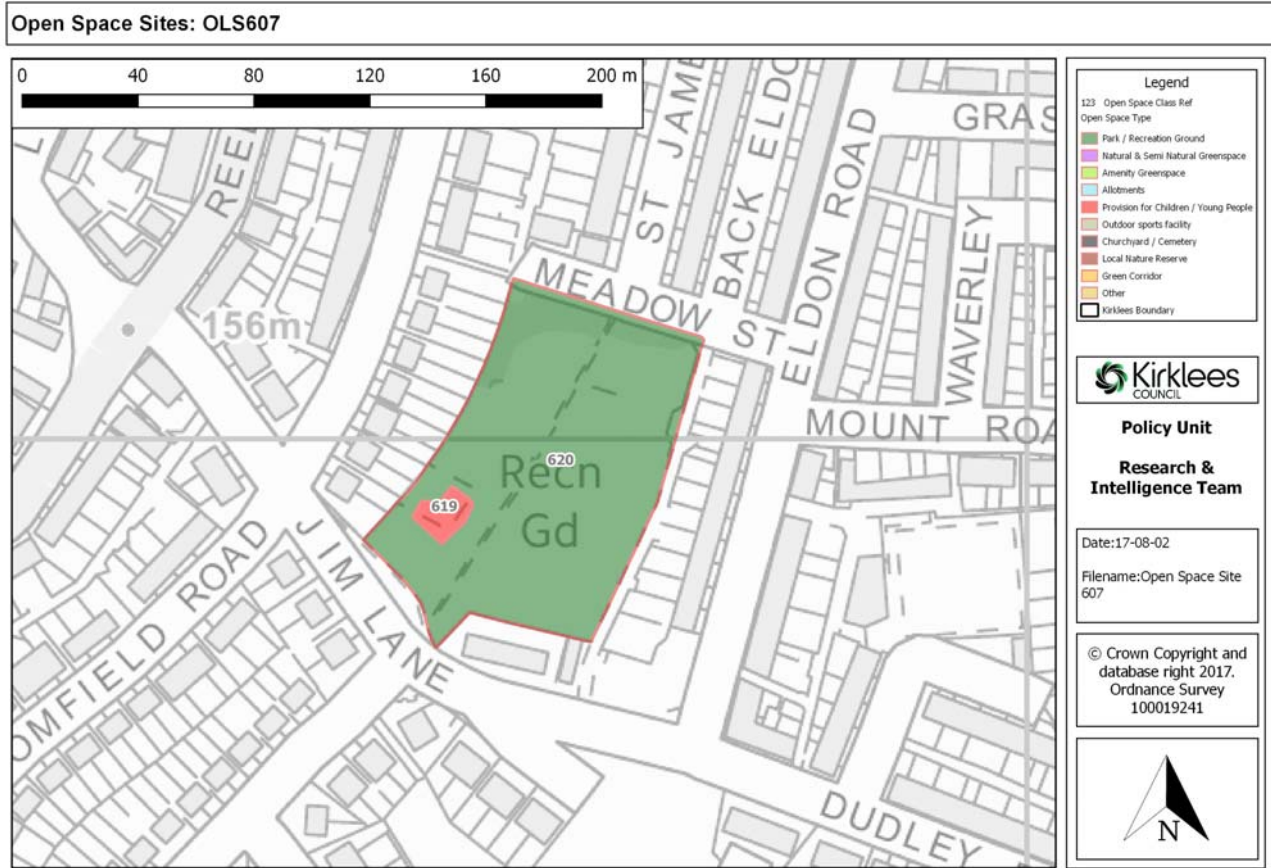 Open Space Sites: OLS607
0 40 80 120 160 200 m
REE
ST JAME
BACK ELDO
ELDON ROAD
GRAS
WAVERLEY
MEADOW ST
MOUNT ROA
156m
620
Recn
Gd
619
JIM LANE
OMFIELD ROAD
DUDLEY
Legend
123 Open Space Class Ref
Open Space Type
Park / Recreation Ground
Natural & Semi Natural Greenspace
Amenity Greenspace
Allotments
Provision for Children / Young People
Outdoor sports facility
Churchyard / Cemetery
Local Nature Reserve
Green Corridor
Other
Kirklees Boundary
Kirklees
COUNCIL
Policy Unit
Research &
Intelligence Team
Date:17-08-02
Filename:Open Space Site
607
© Crown Copyright and
database right 2017.
Ordnance Survey
100019241
N